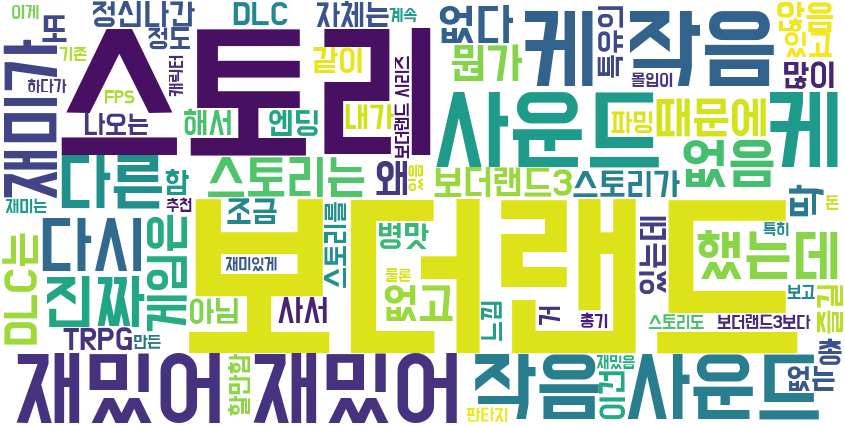 이게
정신나간
DLC
자체는
계속
없다
케
작음
않음
또
정도
기존
스토리
캐릭터
같이
뭔가
특유의
있고
재미가
하다가
FPS
몰입이
많이
나오는
해서
엔딩
내가
보더랜드 시리즈
사운드
파밍
때문에
케
다른
함
스토리는
왜
있음
보더랜드3
스토리가
없음
바
돈
재미는
추천
조금
스토리를
병맛
다시
게임은
보더랜드
특히
했는데
있는데
DLC는
재미있게
물론
진짜
아님
사서
없고
느낌
거
총기
스토리도
보더랜드3보다
보고
즐길
TRPG
만든
총
재밌어
재밌어
할만함
작음
판타지
이건
재밌음
사운드
없는